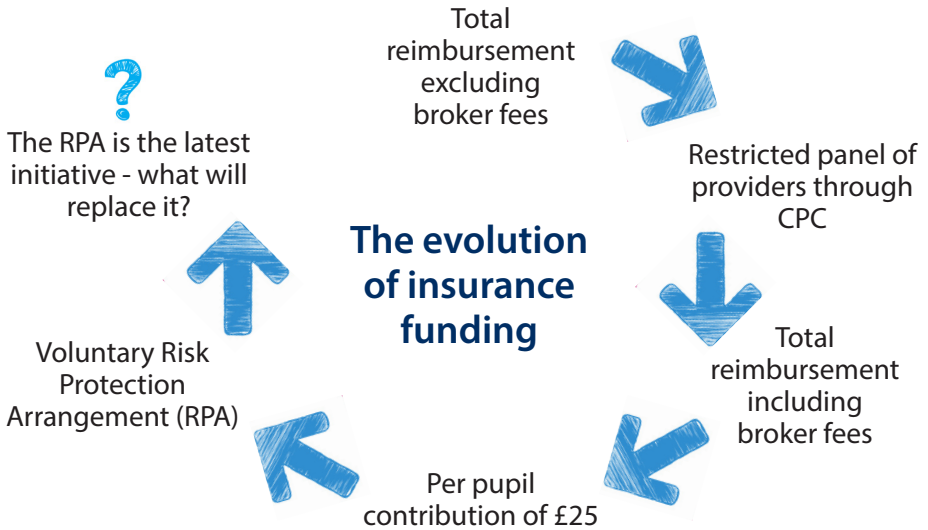 The evolution
of insurance
funding
Total
reimbursement
excluding
broker fees
Restricted panel of
providers through
CPC
Total
reimbursement
including
broker fees
Per pupil
contribution of £25
Voluntary Risk
Protection
Arrangement (RPA)
?
The RPA is the latest
initiative - what will
replace it?